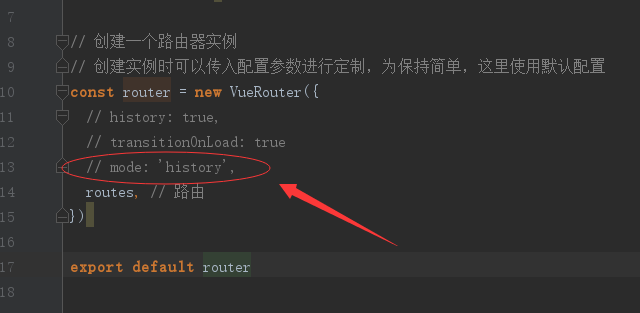 7
8 // 创建一个路由器实例
9 // 创建实例时可以传入配置参数进行定制，为保持简单，这里使用默认配置
10 const router = new VueRouter({
11 // history: true,
12 // transitionOnLoad: true
13 // mode: 'history',
14 routes, // 路由
15 })
16
17 export default router
18